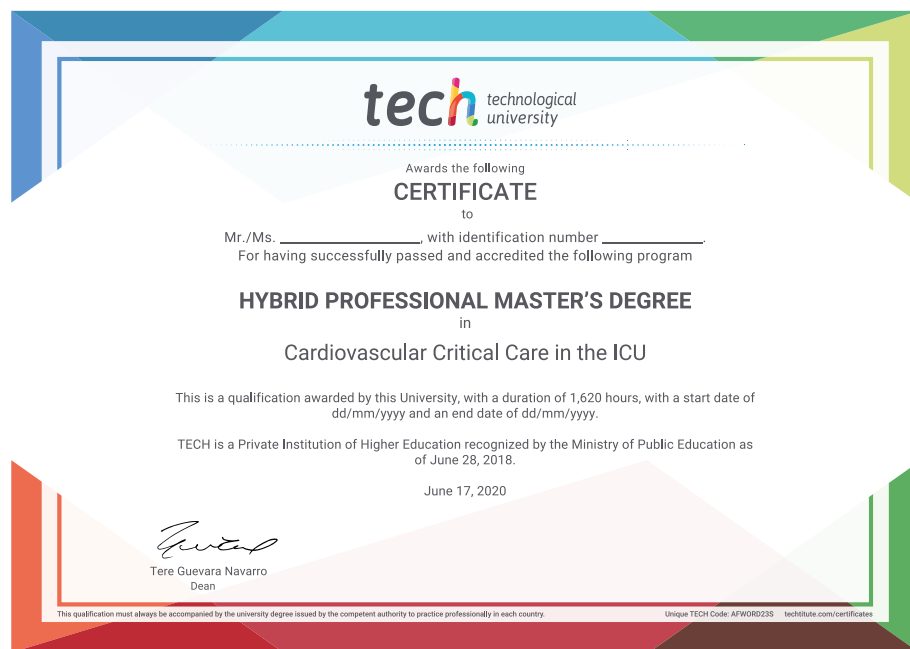 tech technological
university
Awards the following
CERTIFICATE
to
Mr./Ms. ____________, with identification number _________.
For having successfully passed and accredited the following program
HYBRID PROFESSIONAL MASTER'S DEGREE
in
Cardiovascular Critical Care in the ICU
This is a qualification awarded by this University, with a duration of 1,620 hours, with a start date of
dd/mm/yyyy and an end date of dd/mm/yyyy.
TECH is a Private Institution of Higher Education recognized by the Ministry of Public Education as
of June 28, 2018.
June 17, 2020
Tere Guevara Navarro
Dean
This qualification must always be accompanied by the university degree issued by the competent authority to practice professionally in each country. Unique TECH Code: AFWORD23S techtitute.com/certificates